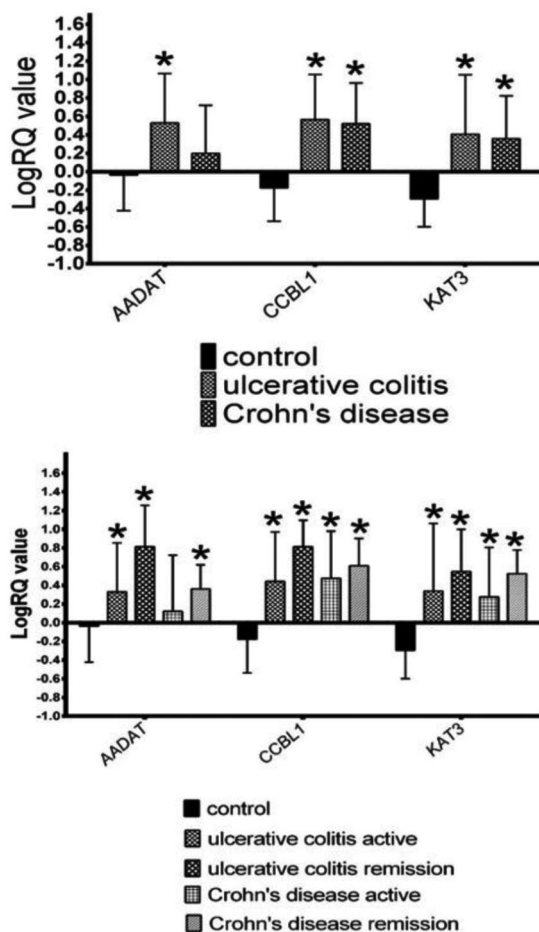 LogRQ value
1.6
1.4
1.2
1.0
0.8
0.6
0.4
0.2
0.0
-0.2
-0.4
-0.6
-0.8
-1.0
* * * * *
AADAT CCBL1 KAT3
control
ulcerative colitis
Crohn's disease
LogRQ value
1.6
1.4
1.2
1.0
0.8
0.6
0.4
0.2
0.0
-0.2
-0.4
-0.6
-0.8
-1.0
* * * * * * * * * * *
AADAT CCBL1 KAT3
control
ulcerative colitis active
ulcerative colitis remission
Crohn's disease active
Crohn's disease remission